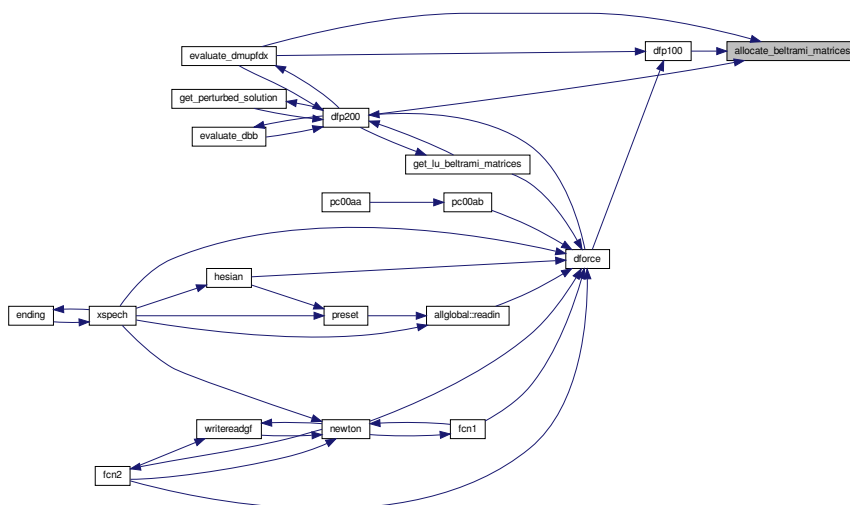 allocate_beltrami_matrices
dfp100
evaluate_dmupfdx
get_perturbed_solution
dfp200
evaluate_dbb
get_lu_beltrami_matrices
pc00aa
pc00ab
dforce
hesian
ending
xspech
preset
allglobal::readin
writereadgf
newton
fcn1
fcn2